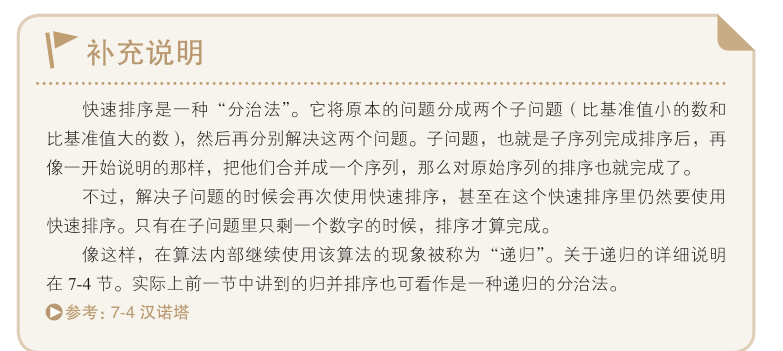 补充说明
快速排序是一种“分治法”。它将原本的问题分成两个子问题（比基准值小的数和
比基准值大的数），然后再分别解决这两个问题。子问题，也就是子序列完成排序后，再
像一开始说明的那样，把他们合并成一个序列，那么对原始序列的排序也就完成了。
不过，解决子问题的时候会再次使用快速排序，甚至在这个快速排序里仍然要使用
快速排序。只有在子问题里只剩一个数字的时候，排序才算完成。
像这样，在算法内部继续使用该算法的现象被称为“递归”。关于递归的详细说明
在 7-4 节。实际上前一节中讲到的归并排序也可看作是一种递归的分治法。
参考：7-4 汉诺塔